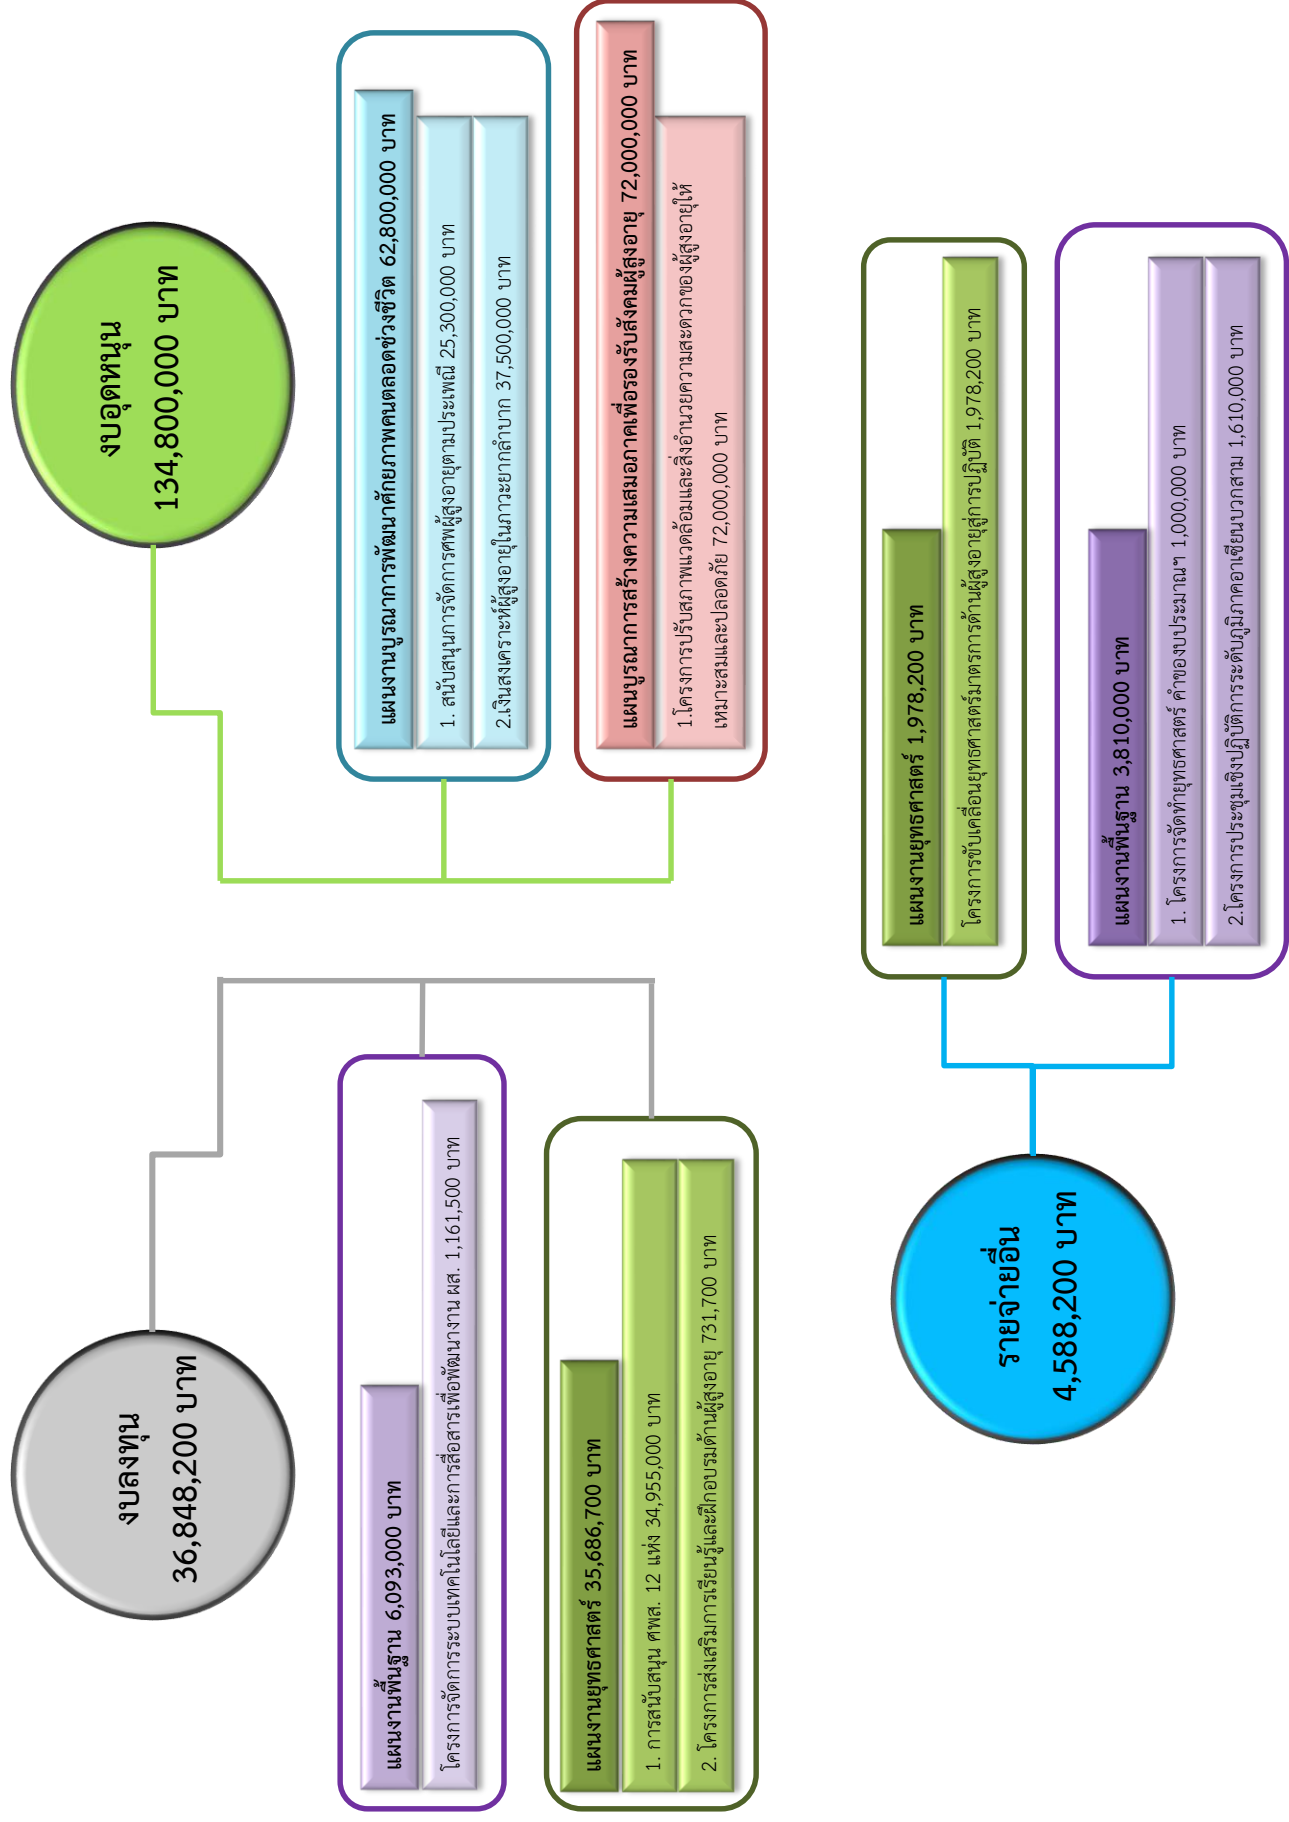 งบลงทุน
36,848,200 บาท
แผนงานพื้นฐาน 6,093,000 บาท
โครงการจัดการระบบเทคโนโลยีและการสื่อสารเพื่อพัฒนางาน ผส. 1,161,500 บาท
แผนงานยุทธศาสตร์ 35,686,700 บาท
1. การสนับสนุน ศพส. 12 แห่ง 34,955,000 บาท
2. โครงการส่งเสริมการเรียนรู้และฝึกอบรมด้านผู้สูงอายุ 731,700 บาท
งบอุดหนุน
134,800,000 บาท
แผนงานบูรณาการพัฒนาศักยภาพคนตลอดช่วงชีวิต 62,800,000 บาท
1. สนับสนุนการจัดการศพผู้สูงอายุตามประเพณี 25,300,000 บาท
2.เงินสงเคราะห์ผู้สูงอายุในภาวะยากลำบาก 37,500,000 บาท
แผนบูรณาการสร้างความเสมอภาคเพื่อรองรับสังคมผู้สูงอายุ 72,000,000 บาท
1.โครงการปรับสภาพแวดล้อมและสิ่งอำนวยความสะดวกของผู้สูงอายุให้
เหมาะสมและปลอดภัย 72,000,000 บาท
รายจ่ายอื่น
4,588,200 บาท
แผนงานยุทธศาสตร์ 1,978,200 บาท
โครงการขับเคลื่อนยุทธศาสตร์มาตรการด้านผู้สูงอายุสู่การปฏิบัติ 1,978,200 บาท
แผนงานพื้นฐาน 3,810,000 บาท
1. โครงการจัดทำยุทธศาสตร์ คำของบประมาณฯ 1,000,000 บาท
2.โครงการประชุมเชิงปฏิบัติการระดับภูมิภาคอาเซียนบวกสาม 1,610,000 บาท